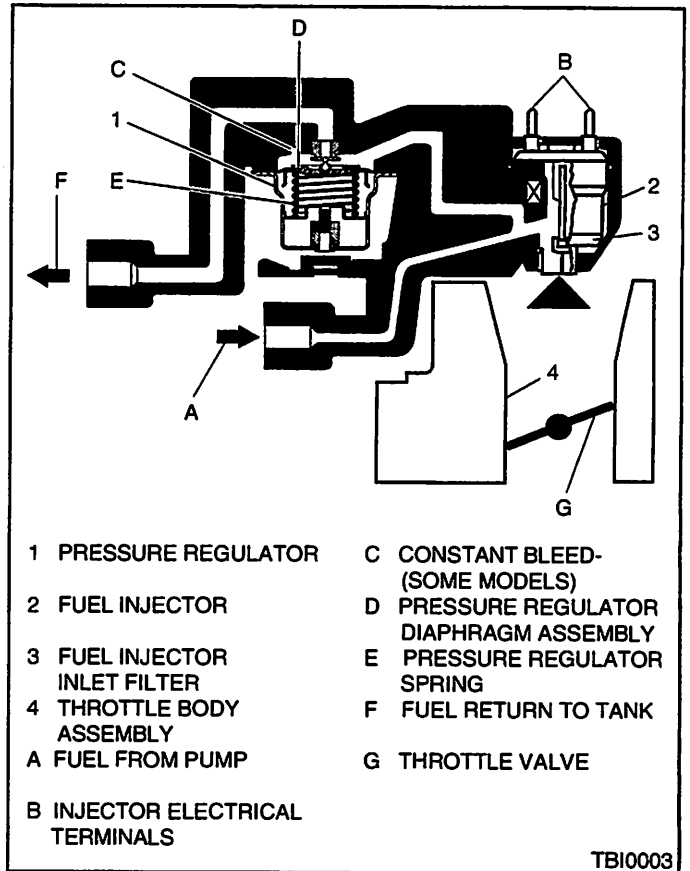 D
C
B
1
F
E
2
3
A
4
G
1 PRESSURE REGULATOR
2 FUEL INJECTOR
3 FUEL INJECTOR
INLET FILTER
4 THROTTLE BODY
ASSEMBLY
A FUEL FROM PUMP
B INJECTOR ELECTRICAL
TERMINALS
C CONSTANT BLEED-
(SOME MODELS)
D PRESSURE REGULATOR
DIAPHRAGM ASSEMBLY
E PRESSURE REGULATOR
SPRING
F FUEL RETURN TO TANK
G THROTTLE VALVE
TBI0003